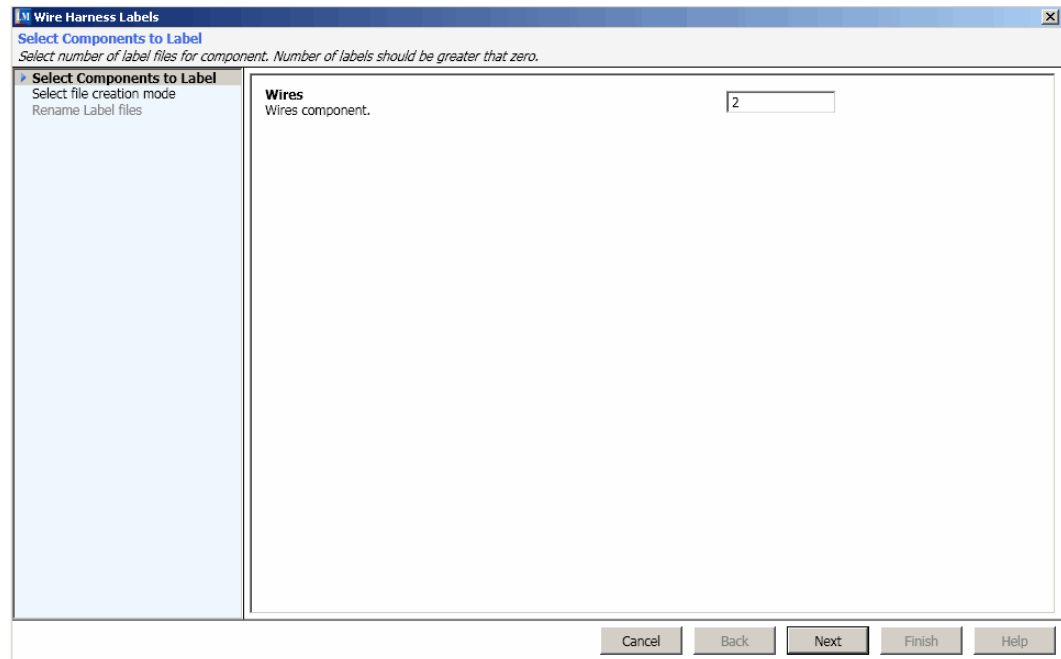 LM Wire Harness Labels
Select Components to Label
Select number of label files for component. Number of labels should be greater that zero.
Select Components to Label
Select file creation mode
Rename Label files
Wires
Wires component.
2
Cancel
Back
Next
Finish
Help